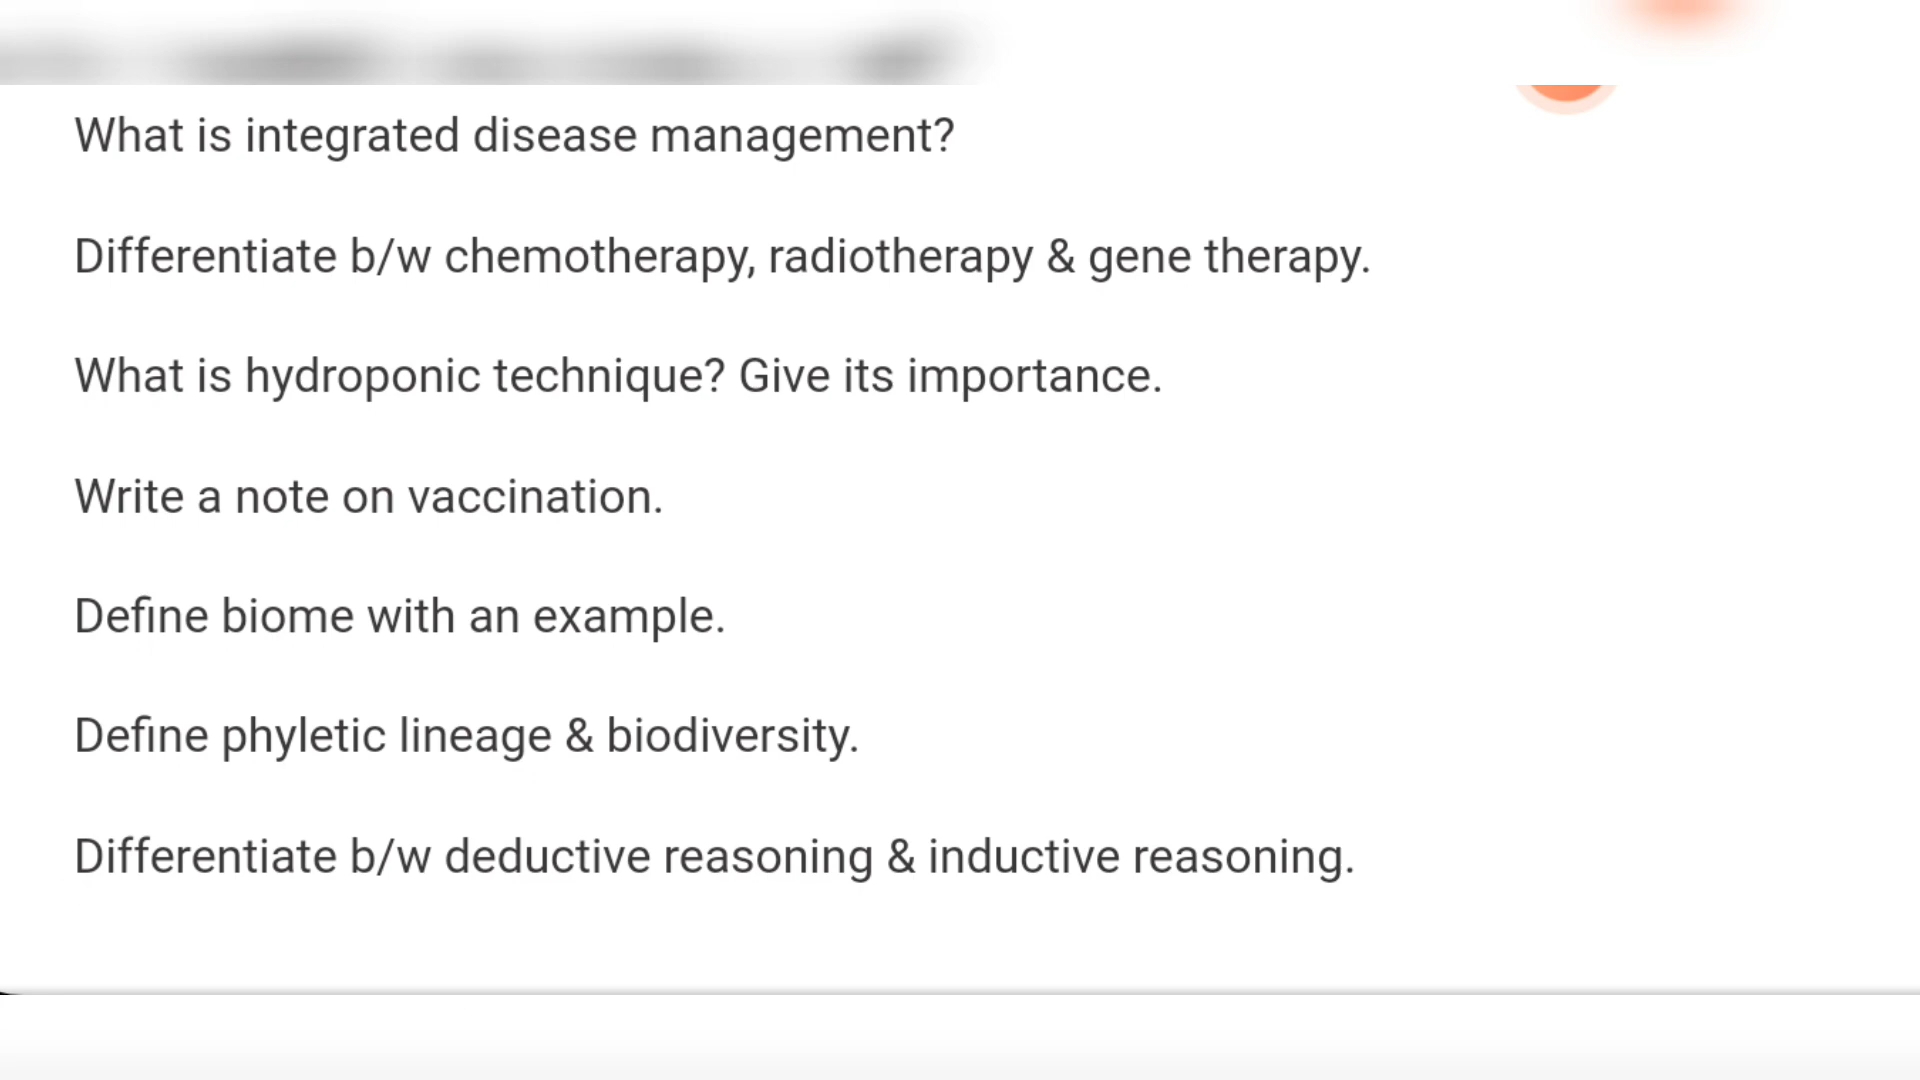 What is integrated disease management?
Differentiate b/w chemotherapy, radiotherapy & gene therapy.
What is hydroponic technique? Give its importance.
Write a note on vaccination.
Define biome with an example.
Define phyletic lineage & biodiversity.
Differentiate b/w deductive reasoning & inductive reasoning.